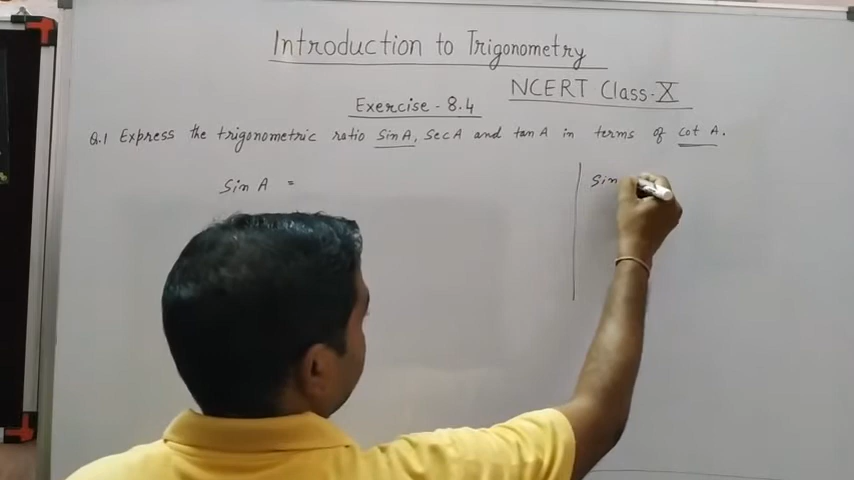 Introduction to Trigonometry
NCERT Class-X
Exercise - 8.4
Q.1 Express the trigonometric ratio Sin A, Sec A and tan A in terms of Cot A.
Sin A =
Sin